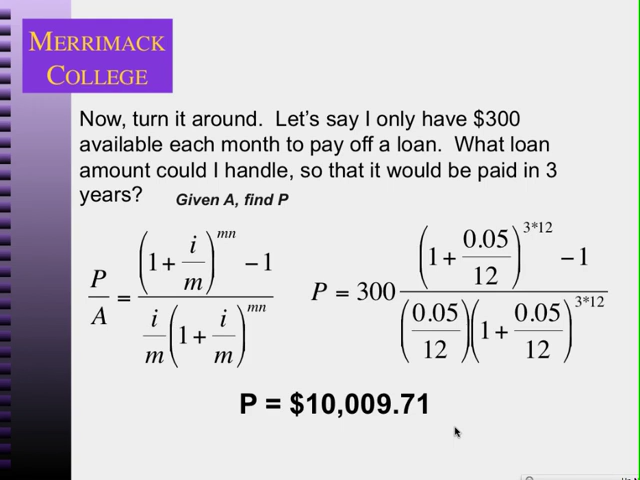 MERRIMACK
COLLEGE
Now, turn it around. Let's say I only have $300
available each month to pay off a loan. What loan
amount could I handle, so that it would be paid in 3
years? Given A, find P
P/A = ((1 + i/m)^mn − 1) / (i/m (1 + i/m)^mn)
P = 300 ((1 + 0.05/12)^3*12 − 1) / ((0.05/12)(1 + 0.05/12)^3*12)
P = $10,009.71